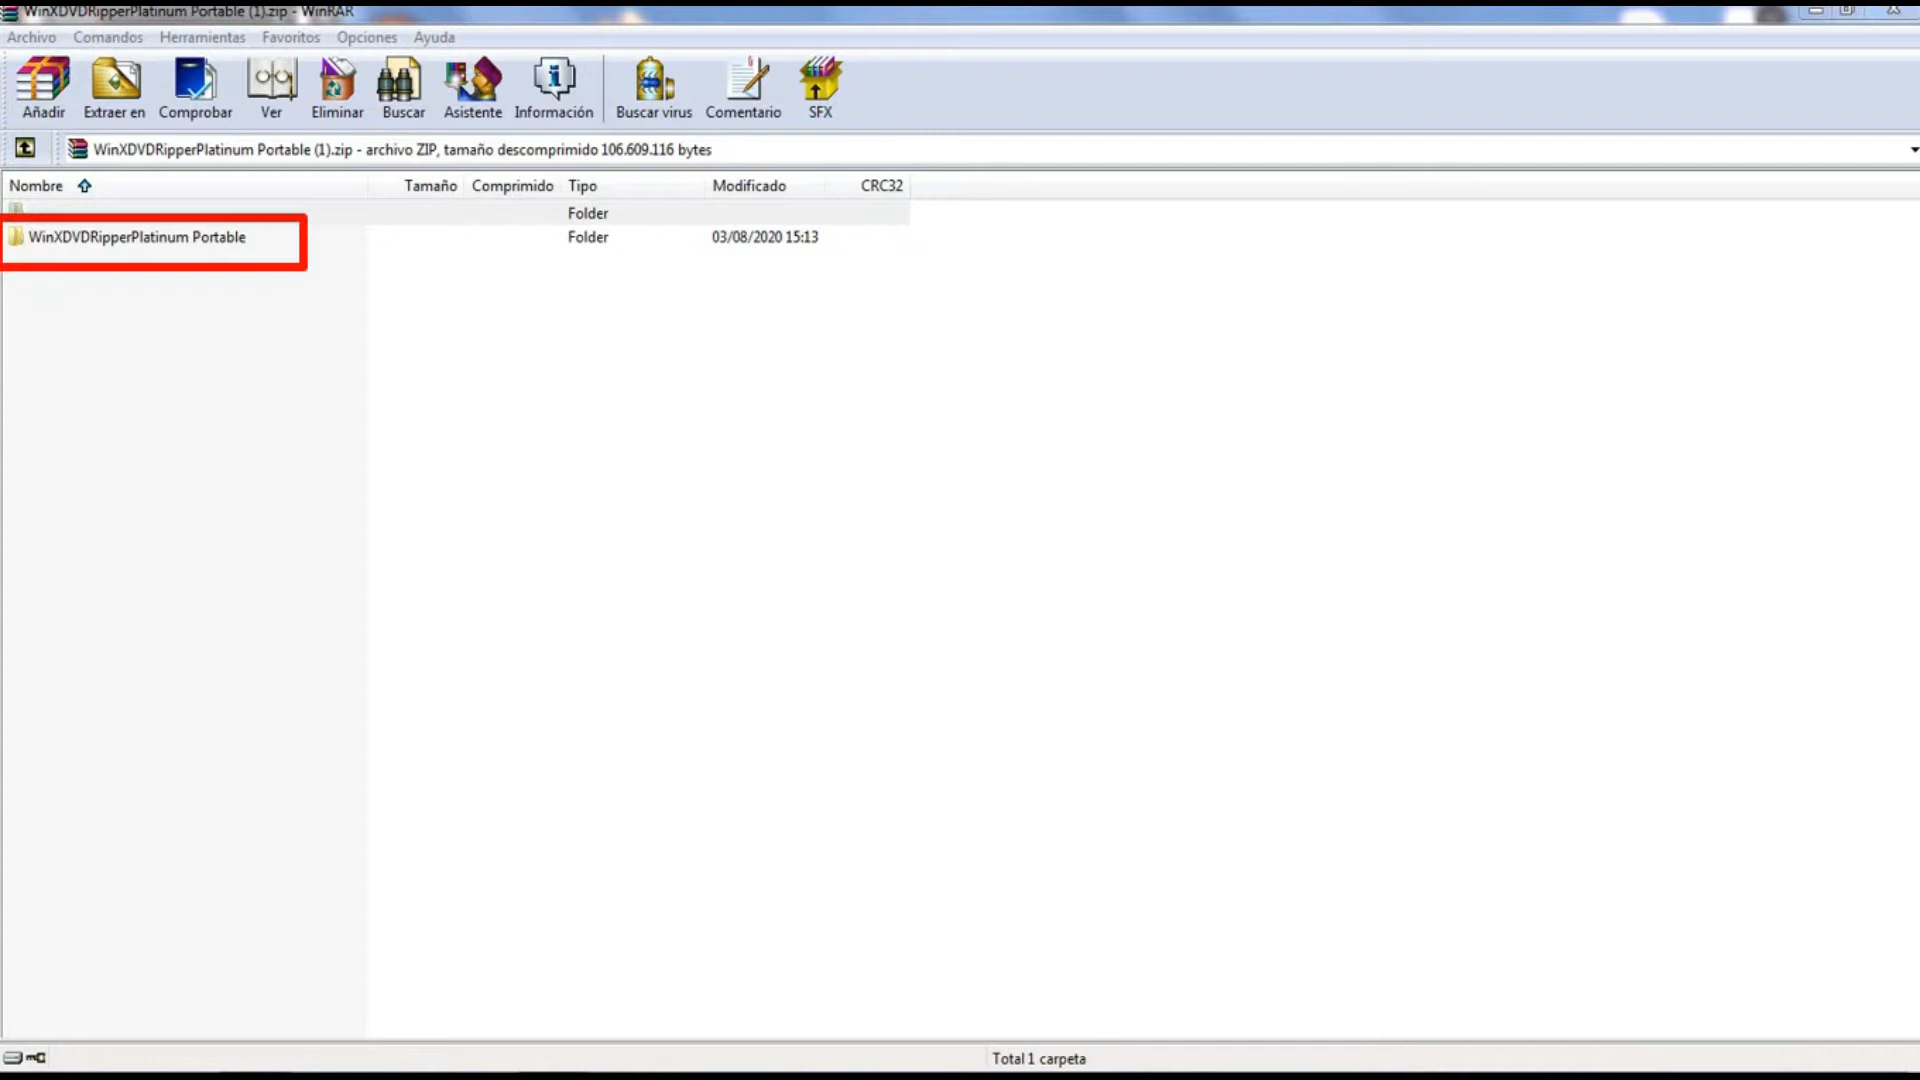 WinXDVDRipperPlatinum Portable (1).zip - WinRAR
Archivo Comandos Herramientas Favoritos Opciones Ayuda
Añadir Extraer en Comprobar Ver Eliminar Buscar Asistente Información Buscar virus Comentario SFX
WinXDVDRipperPlatinum Portable (1).zip - archivo ZIP, tamaño descomprimido 106.609.116 bytes
Nombre Tamaño Comprimido Tipo Modificado CRC32
Folder
WinXDVDRipperPlatinum Portable Folder 03/08/2020 15:13
Total 1 carpeta